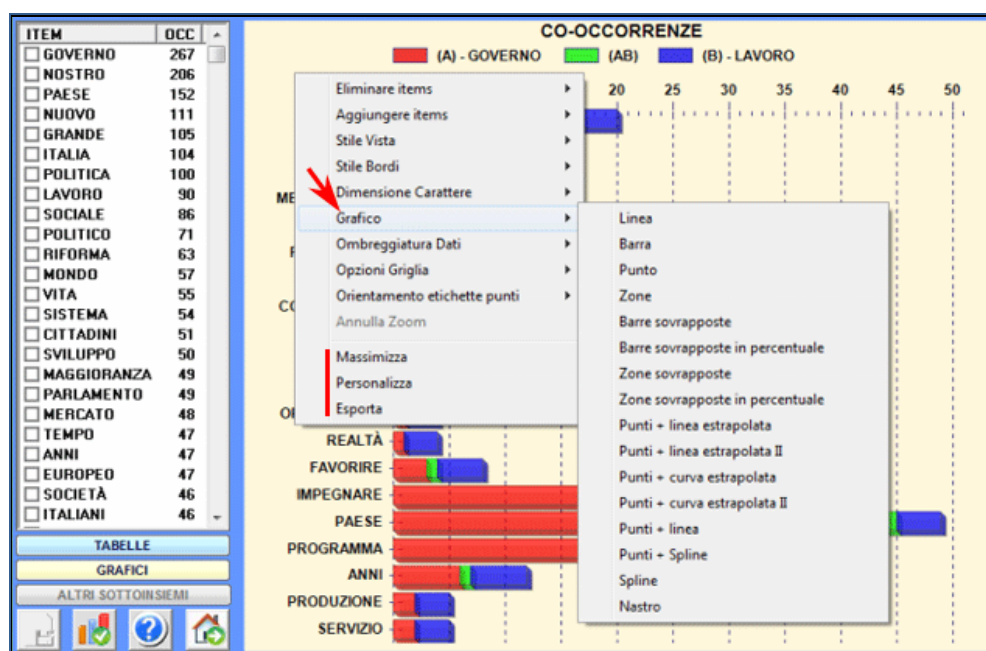 ITEM OCC
GOVERNO 267
NOSTRO 206
PAESE 152
NUOVO 111
GRANDE 105
ITALIA 104
POLITICA 100
LAVORO 90
SOCIALE 86
POLITICO 71
RIFORMA 63
MONDO 57
VITA 55
SISTEMA 54
CITTADINI 51
SVILUPPO 50
MAGGIORANZA 49
PARLAMENTO 49
MERCATO 48
TEMPO 47
ANNI 47
EUROPEO 47
SOCIETÀ 46
ITALIANI 46
TABELLE
GRAFICI
ALTRI SOTTOINSIEMI
CO-OCCORRENZE
(A) - GOVERNO (AB) (B) - LAVORO
20 25 30 35 40 45 50
Eliminare items
Aggiungere items
Stile Vista
Stile Bordi
Dimensione Carattere
Grafico
Ombreggiatura Dati
Opzioni Griglia
Orientamento etichette punti
Annulla Zoom
Massimizza
Personalizza
Esporta
Linea
Barra
Punto
Zone
Barre sovrapposte
Barre sovrapposte in percentuale
Zone sovrapposte
Zone sovrapposte in percentuale
Punti + linea estrapolata
Punti + linea estrapolata II
Punti + curva estrapolata
Punti + curva estrapolata II
Punti + linea
Punti + Spline
Spline
Nastro
REALTÀ
FAVORIRE
IMPEGNARE
PAESE
PROGRAMMA
ANNI
PRODUZIONE
SERVIZIO